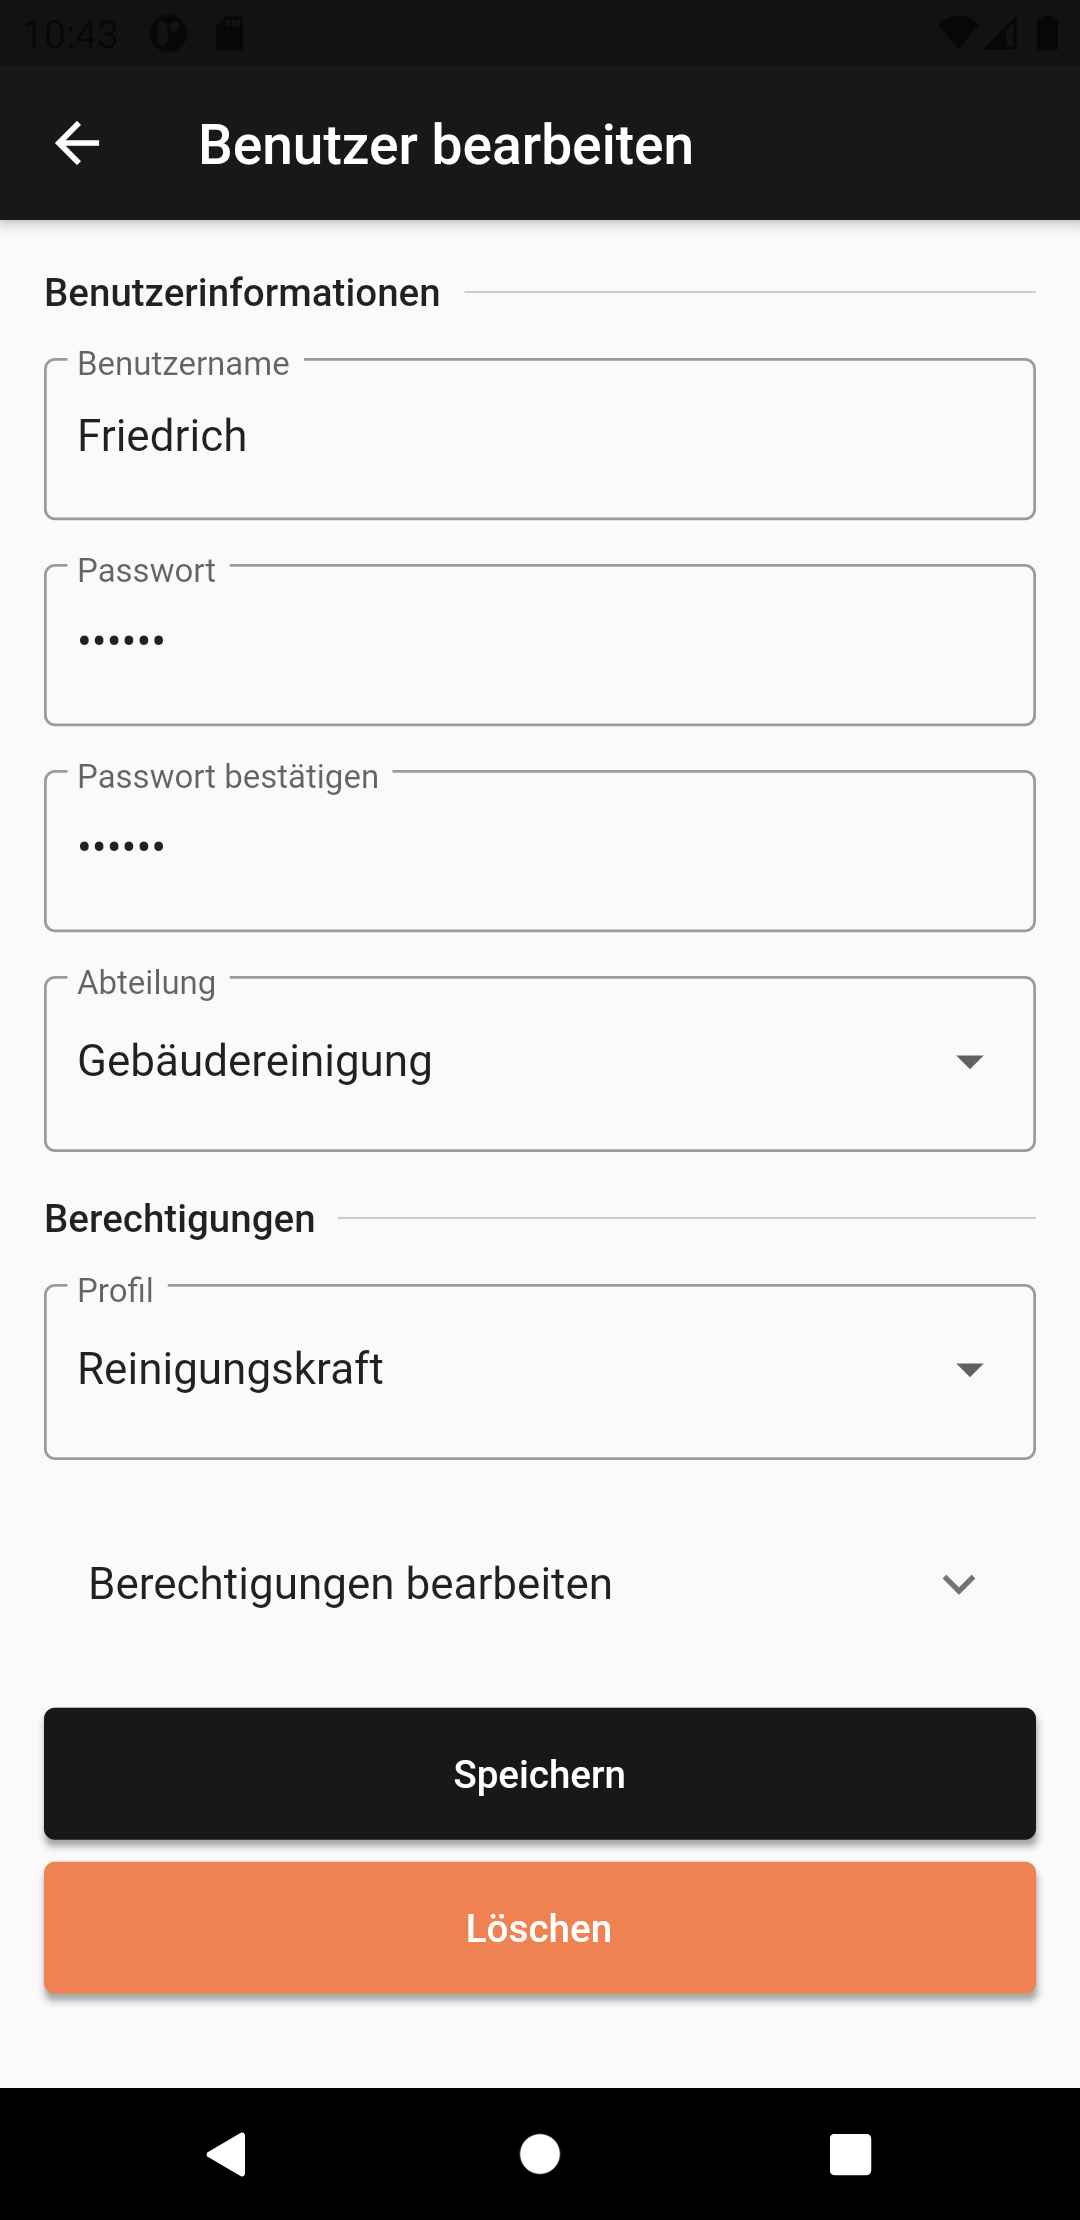 10:43
Benutzer bearbeiten
Benutzerinformationen
Benutzername
Friedrich
Passwort
••••••
Passwort bestätigen
••••••
Abteilung
Gebäudereinigung
Berechtigungen
Profil
Reinigungskraft
Berechtigungen bearbeiten
Speichern
Löschen